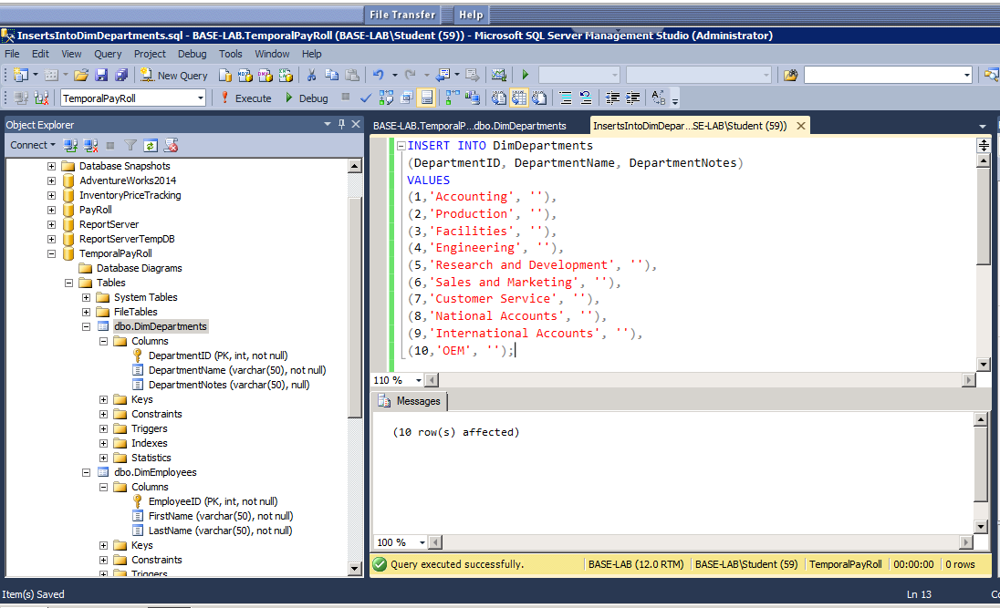 File Transfer Help
InsertsIntoDimDepartments.sql - BASE-LAB.TemporalPayRoll (BASE-LAB\Student (59)) - Microsoft SQL Server Management Studio (Administrator)
File Edit View Query Project Debug Tools Window Help
New Query
TemporalPayRoll Execute Debug
Object Explorer
Connect
Database Snapshots
AdventureWorks2014
InventoryPriceTracking
PayRoll
ReportServer
ReportServerTempDB
TemporalPayRoll
Database Diagrams
Tables
System Tables
FileTables
dbo.DimDepartments
Columns
DepartmentID (PK, int, not null)
DepartmentName (varchar(50), not null)
DepartmentNotes (varchar(50), null)
Keys
Constraints
Triggers
Indexes
Statistics
dbo.DimEmployees
Columns
EmployeeID (PK, int, not null)
FirstName (varchar(50), not null)
LastName (varchar(50), not null)
Keys
Constraints
Triggers
BASE-LAB.TemporalP...dbo.DimDepartments InsertsIntoDimDepar...SE-LAB\Student (59))
INSERT INTO DimDepartments
(DepartmentID, DepartmentName, DepartmentNotes)
VALUES
(1,'Accounting', ''),
(2,'Production', ''),
(3,'Facilities', ''),
(4,'Engineering', ''),
(5,'Research and Development', ''),
(6,'Sales and Marketing', ''),
(7,'Customer Service', ''),
(8,'National Accounts', ''),
(9,'International Accounts', ''),
(10,'OEM', '');
110 %
Messages
(10 row(s) affected)
100 %
Query executed successfully. BASE-LAB (12.0 RTM) BASE-LAB\Student (59) TemporalPayRoll 00:00:00 0 rows
Item(s) Saved Ln 13